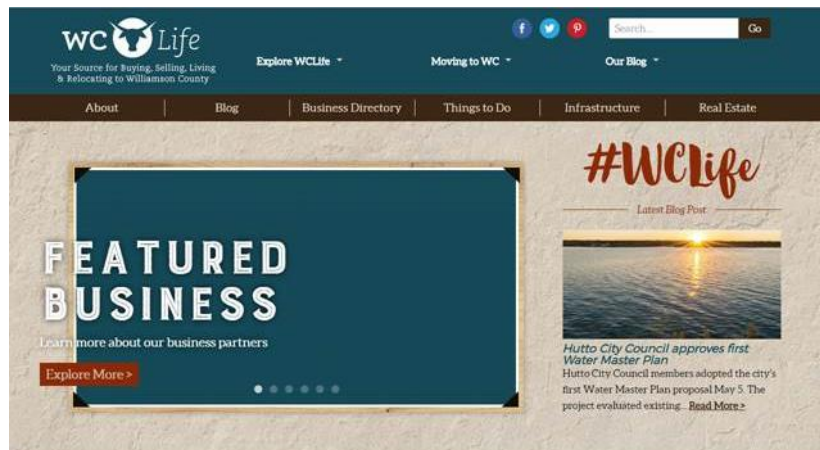 WC Life
Your Source for Buying, Selling, Living
& Relocating to Williamson County
Search...
Go
Explore WCLife
Moving to WC
Our Blog
About
Blog
Business Directory
Things to Do
Infrastructure
Real Estate
FEATURED
BUSINESS
Learn more about our business partners
Explore More >
#WCLife
Latest Blog Post
Hutto City Council approves first
Water Master Plan
Hutto City Council members adopted the city's
first Water Master Plan proposal May 5. The
project evaluated existing... Read More >